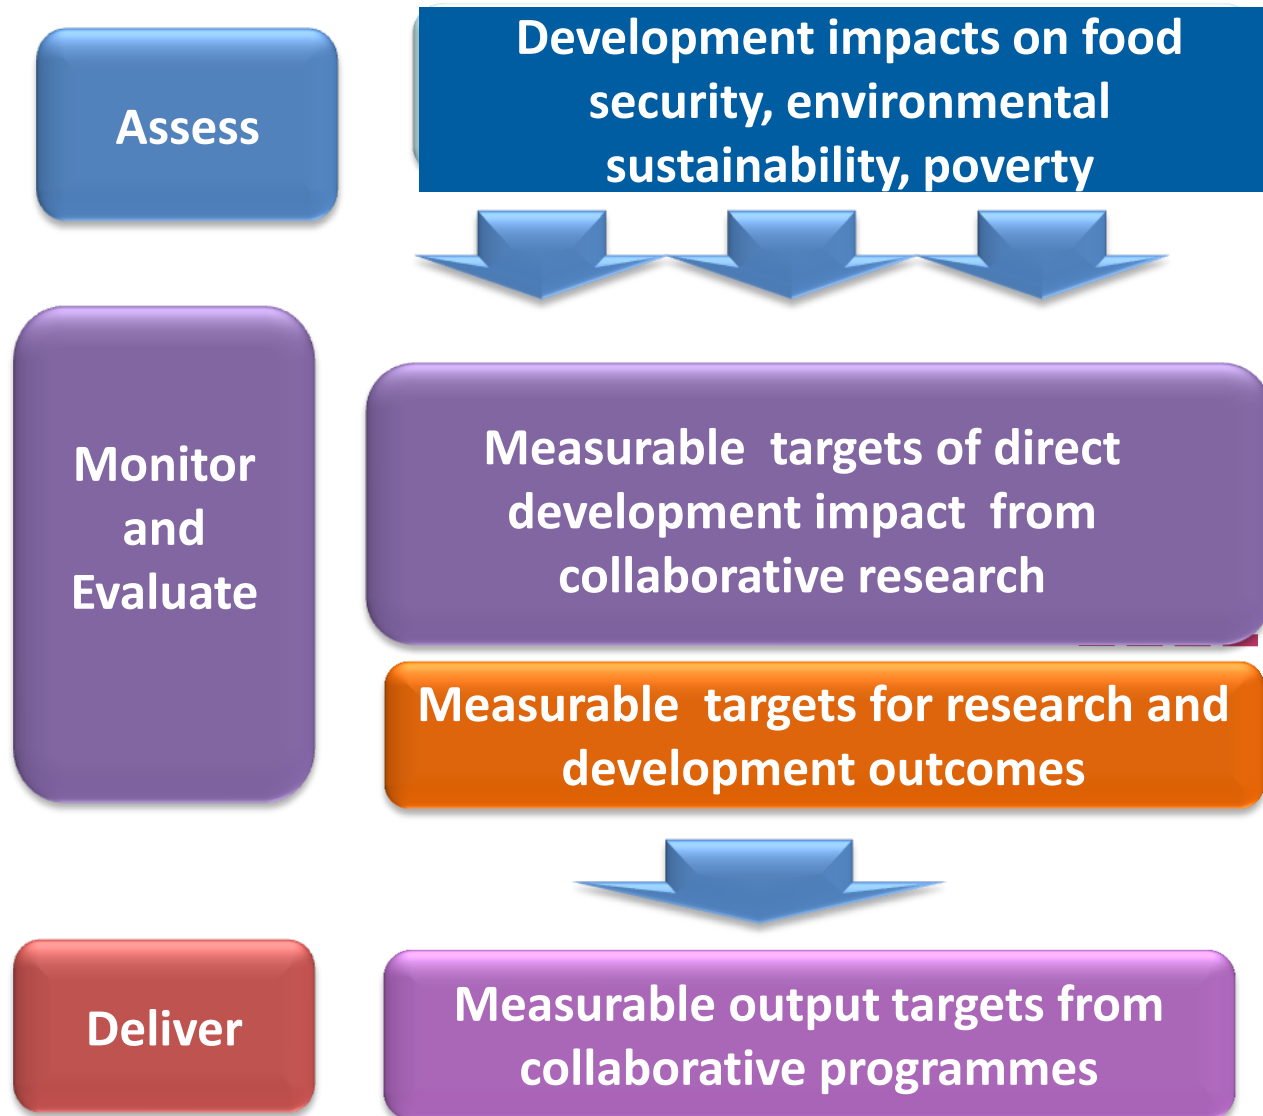 Assess
Development impacts on food
security, environmental
sustainability, poverty
Monitor
and
Evaluate
Measurable  targets of direct
development impact  from
collaborative research
Measurable  targets for research and
development outcomes
Deliver
Measurable output targets from
collaborative programmes